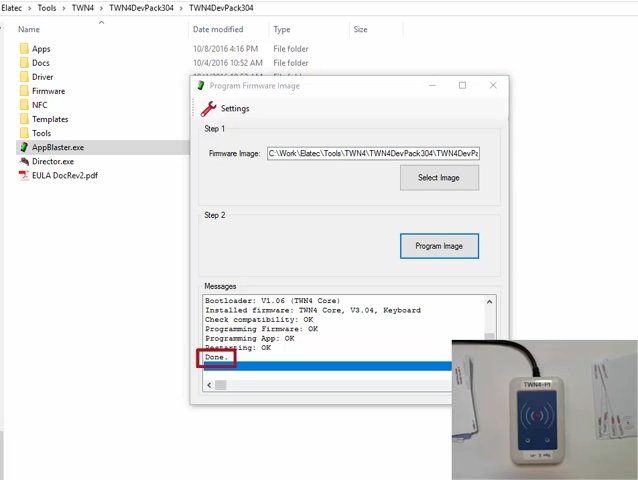 Elatec > Tools > TWN4 > TWN4DevPack304 > TWN4DevPack304
Name Date modified Type Size
Apps 10/8/2016 4:16 PM File folder
Docs 10/4/2016 10:52 AM File folder
Driver
Firmware
NFC
Templates
Tools
AppBlaster.exe
Director.exe
EULA DocRev2.pdf
Program Firmware Image
Settings
Step 1
Firmware Image: C:\Work\Elatec\Tools\TWN4\TWN4DevPack304\TWN4DevPa
Select Image
Step 2
Program Image
Messages
Bootloader: V1.06 (TWN4 Core)
Installed firmware: TWN4 Core, V3.04, Keyboard
Check compatibility: OK
Programming Firmware: OK
Programming App: OK
Restarting: OK
Done.
TWN4-PI